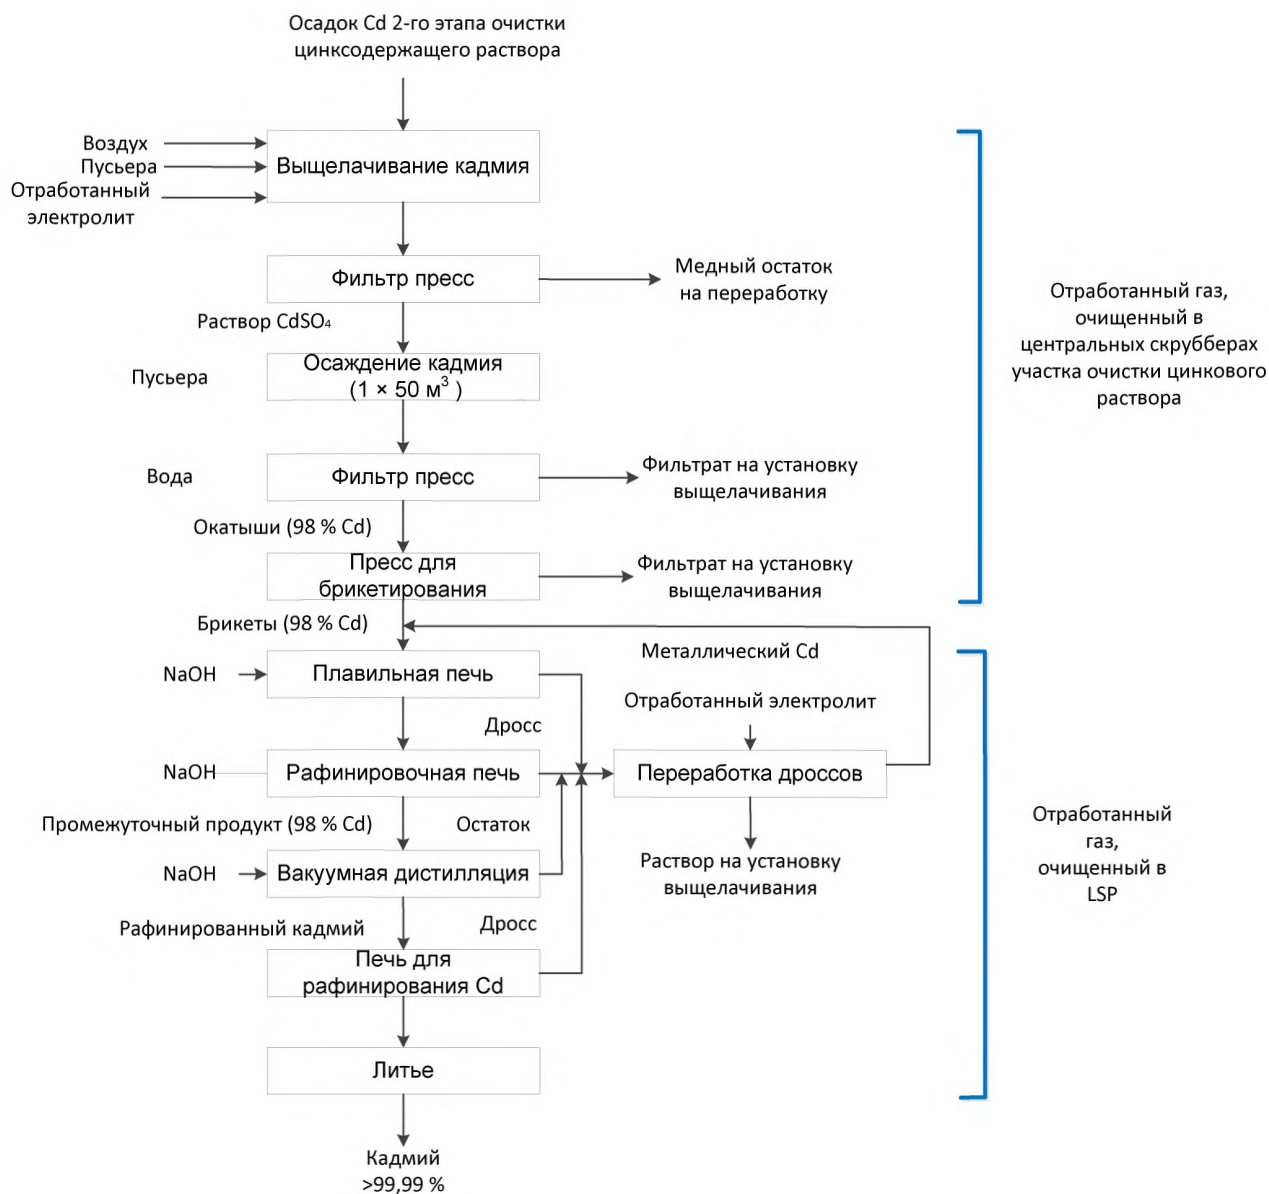 Осадок Cd 2-го этапа очистки
цинксодержащего раствора
Воздух
Пусьера
Отработанный
электролит
Выщелачивание кадмия
Фильтр пресс
Медный остаток
на переработку
Раствор CdSO₄
Пусьера
Осаждение кадмия
(1 × 50 м³ )
Вода
Фильтр пресс
Фильтрат на установку
выщелачивания
Окатыши (98 % Cd)
Пресс для
брикетирования
Фильтрат на установку
выщелачивания
Отработанный газ,
очищенный в
центральных скрубберах
участка очистки цинкового
раствора
Брикеты (98 % Cd)
Металлический Cd
NaOH
Плавильная печь
Отработанный электролит
Дросс
NaOH
Рафинировочная печь
Переработка дроссов
Промежуточный продукт (98 % Cd)
Остаток
Раствор на установку
выщелачивания
NaOH
Вакуумная дистилляция
Рафинированный кадмий
Дросс
Печь для
рафинирования Cd
Литье
Отработанный
газ,
очищенный в
LSP
Кадмий
>99,99 %